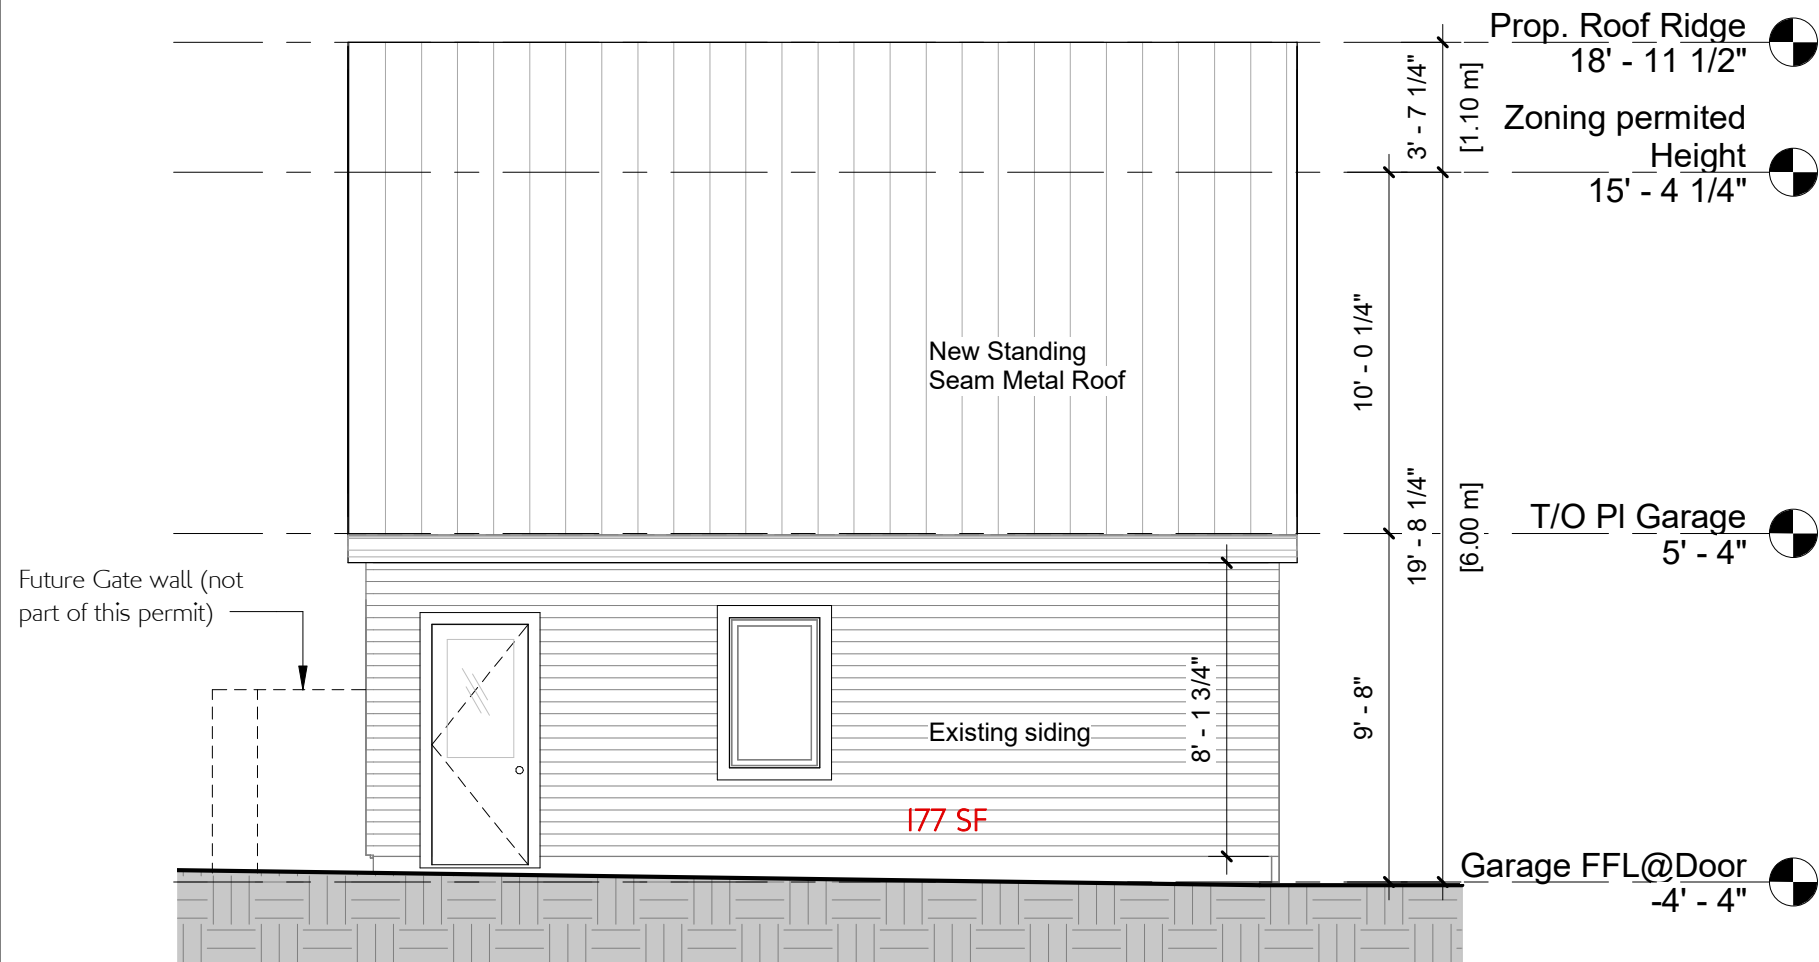 Prop. Roof Ridge
18' - 11 1/2"
3' - 7 1/4"
[1.10 m]
Zoning permited
Height
15' - 4 1/4"
New Standing
Seam Metal Roof
10' - 0 1/4"
19' - 8 1/4"
[6.00 m]
T/O Pl Garage
5' - 4"
Future Gate wall (not
part of this permit)
8' - 1 3/4"
9' - 8"
Existing siding
177 SF
Garage FFL@Door
-4' - 4"